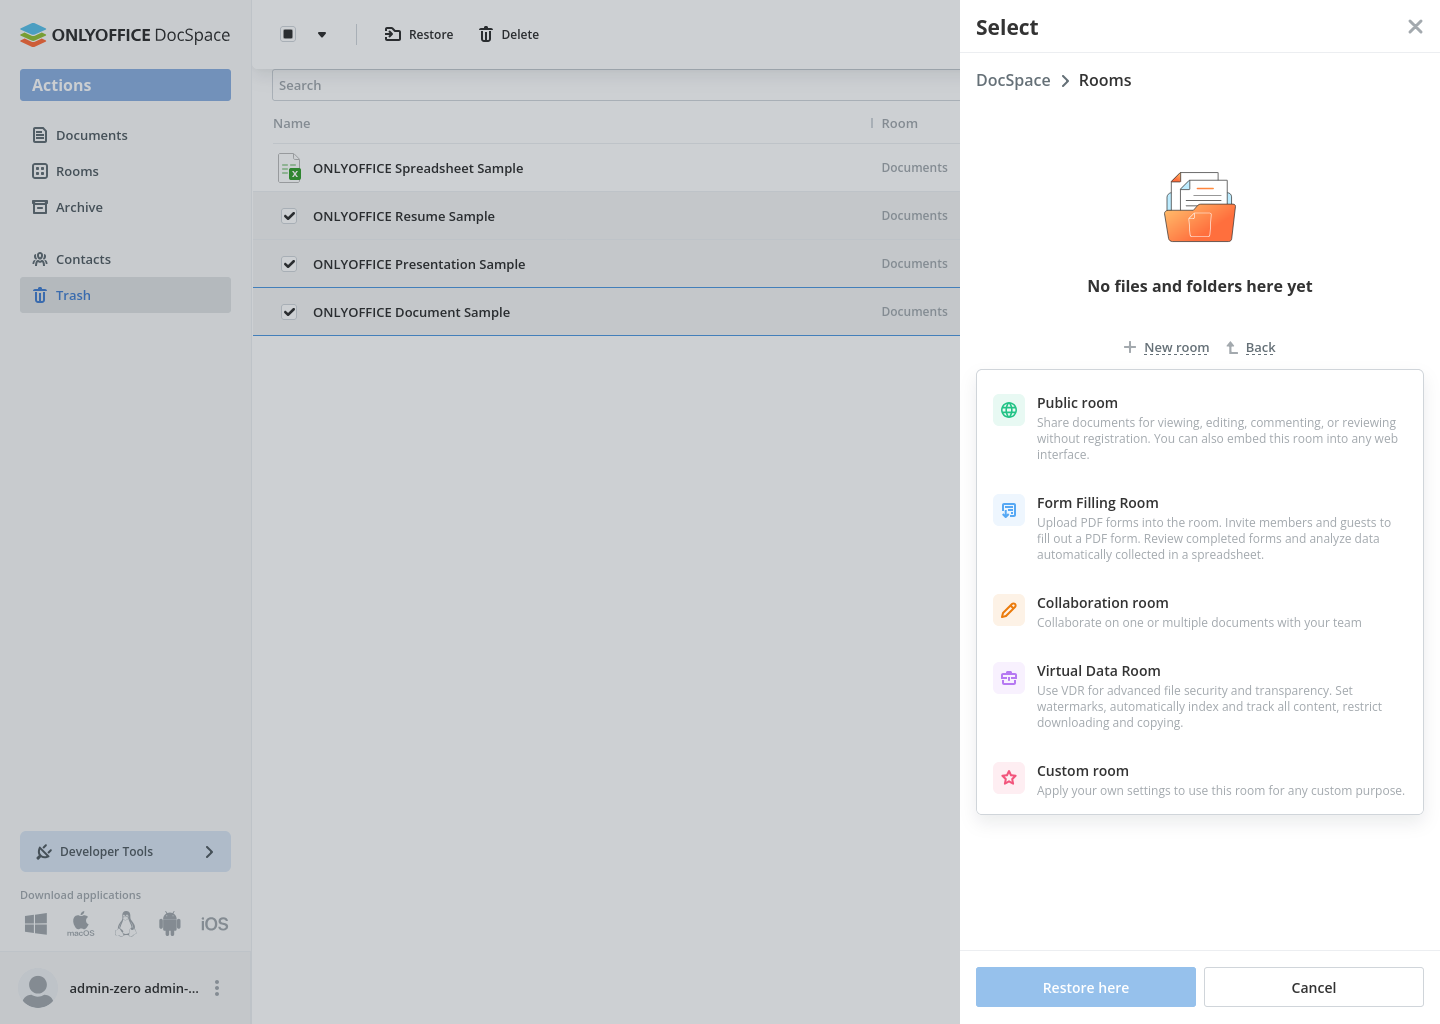 ONLYOFFICE DocSpace
Actions
Documents
Rooms
Archive
Contacts
Trash
Developer Tools
Download applications
macOS
iOS
admin-zero admin-...
Restore
Delete
Search
Name
Room
ONLYOFFICE Spreadsheet Sample
Documents
X
ONLYOFFICE Resume Sample
Documents
ONLYOFFICE Presentation Sample
Documents
ONLYOFFICE Document Sample
Documents
Select
DocSpace
Rooms
No files and folders here yet
New room
Back
Public room
Share documents for viewing, editing, commenting, or reviewing
without registration. You can also embed this room into any web
interface.
Form Filling Room
Upload PDF forms into the room. Invite members and guests to
fill out a PDF form. Review completed forms and analyze data
automatically collected in a spreadsheet.
Collaboration room
Collaborate on one or multiple documents with your team
Virtual Data Room
Use VDR for advanced file security and transparency. Set
watermarks, automatically index and track all content, restrict
downloading and copying.
Custom room
Apply your own settings to use this room for any custom purpose.
Restore here
Cancel